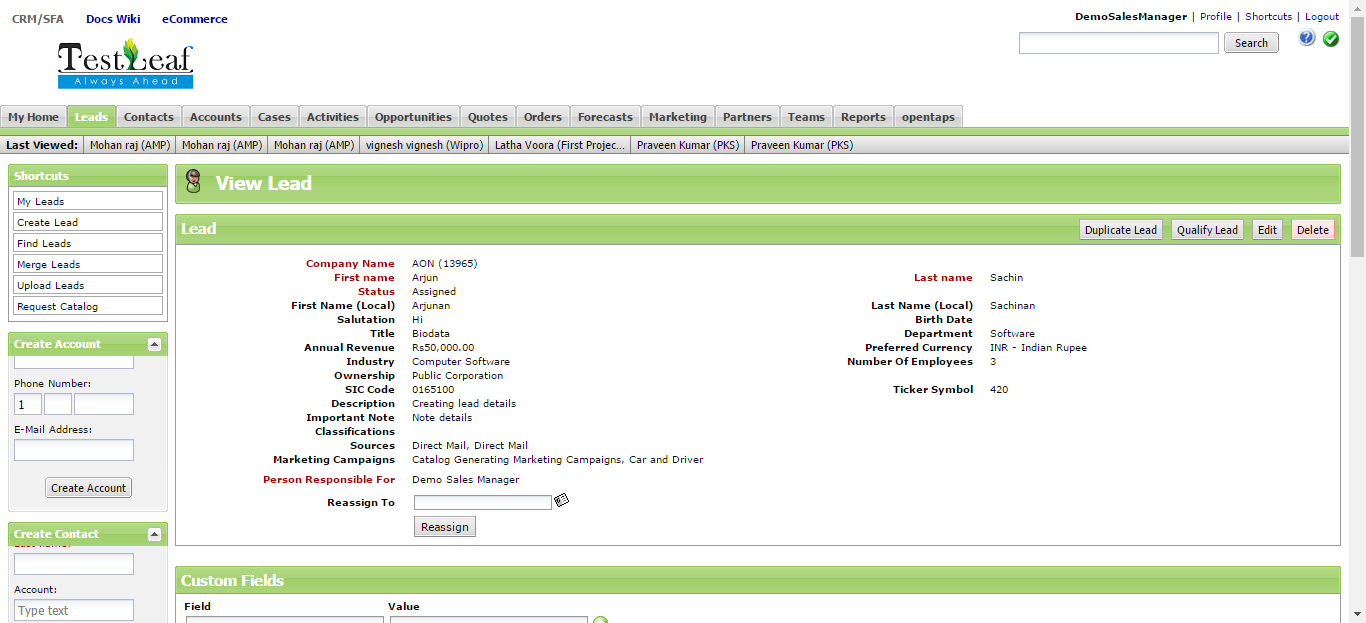 CRM/SFA Docs Wiki eCommerce
DemoSalesManager | Profile | Shortcuts | Logout
Search
TestLeaf
Always Ahead
My Home Leads Contacts Accounts Cases Activities Opportunities Quotes Orders Forecasts Marketing Partners Teams Reports opentaps
Last Viewed: Mohan raj (AMP) Mohan raj (AMP) Mohan raj (AMP) vignesh vignesh (Wipro) Latha Voora (First Projec... Praveen Kumar (PKS) Praveen Kumar (PKS)
Shortcuts
My Leads
Create Lead
Find Leads
Merge Leads
Upload Leads
Request Catalog
Create Account
Phone Number:
1
E-Mail Address:
Create Account
Create Contact
Account:
Type text
View Lead
Lead Duplicate Lead Qualify Lead Edit Delete
Company Name AON (13965)
First name Arjun Last name Sachin
Status Assigned
First Name (Local) Arjunan Last Name (Local) Sachinan
Salutation Hi Birth Date
Title Biodata Department Software
Annual Revenue Rs50,000.00 Preferred Currency INR - Indian Rupee
Industry Computer Software Number Of Employees 3
Ownership Public Corporation
SIC Code 0165100 Ticker Symbol 420
Description Creating lead details
Important Note Note details
Classifications
Sources Direct Mail, Direct Mail
Marketing Campaigns Catalog Generating Marketing Campaigns, Car and Driver
Person Responsible For Demo Sales Manager
Reassign To
Reassign
Custom Fields
Field Value